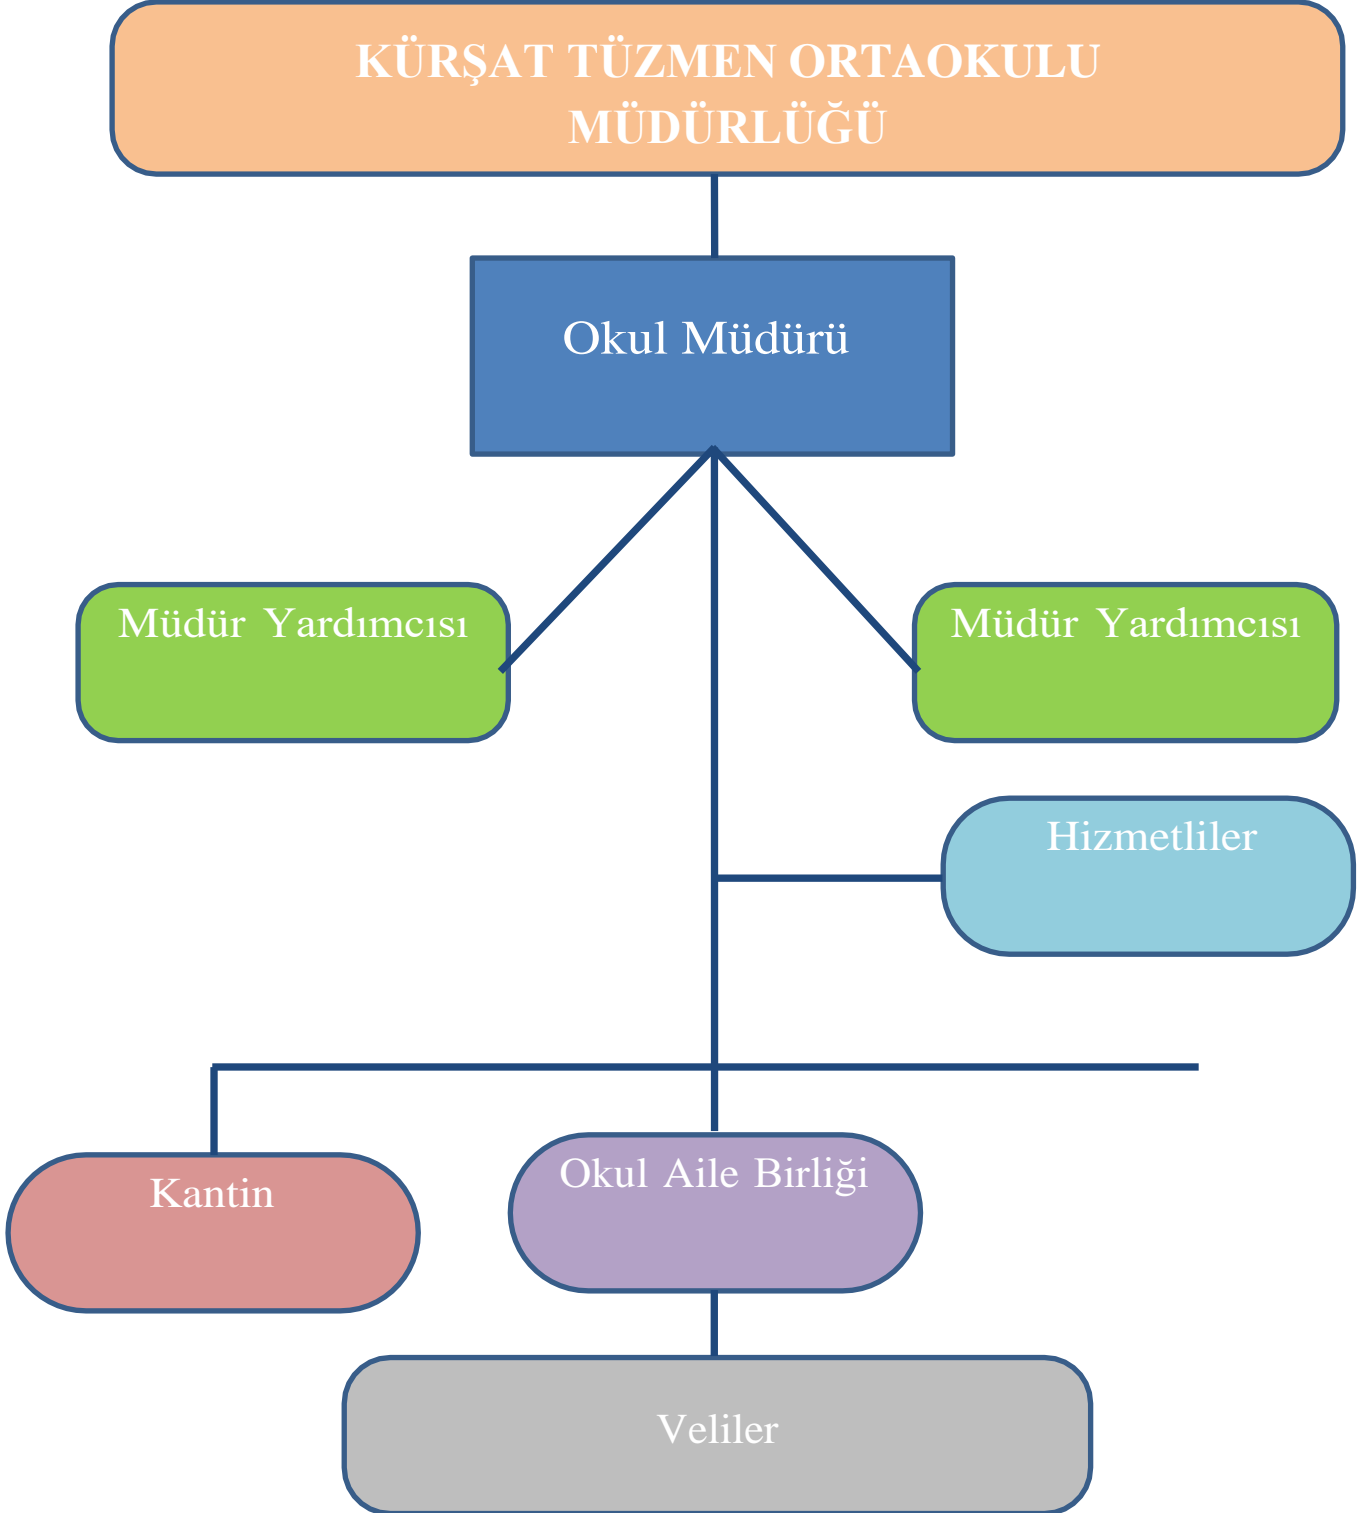 KÜRŞAT TÜZMEN ORTAOKULU
MÜDÜRLÜĞÜ
Okul Müdürü
Müdür Yardımcısı
Müdür Yardımcısı
Hizmetliler
Kantin
Okul Aile Birliği
Veliler